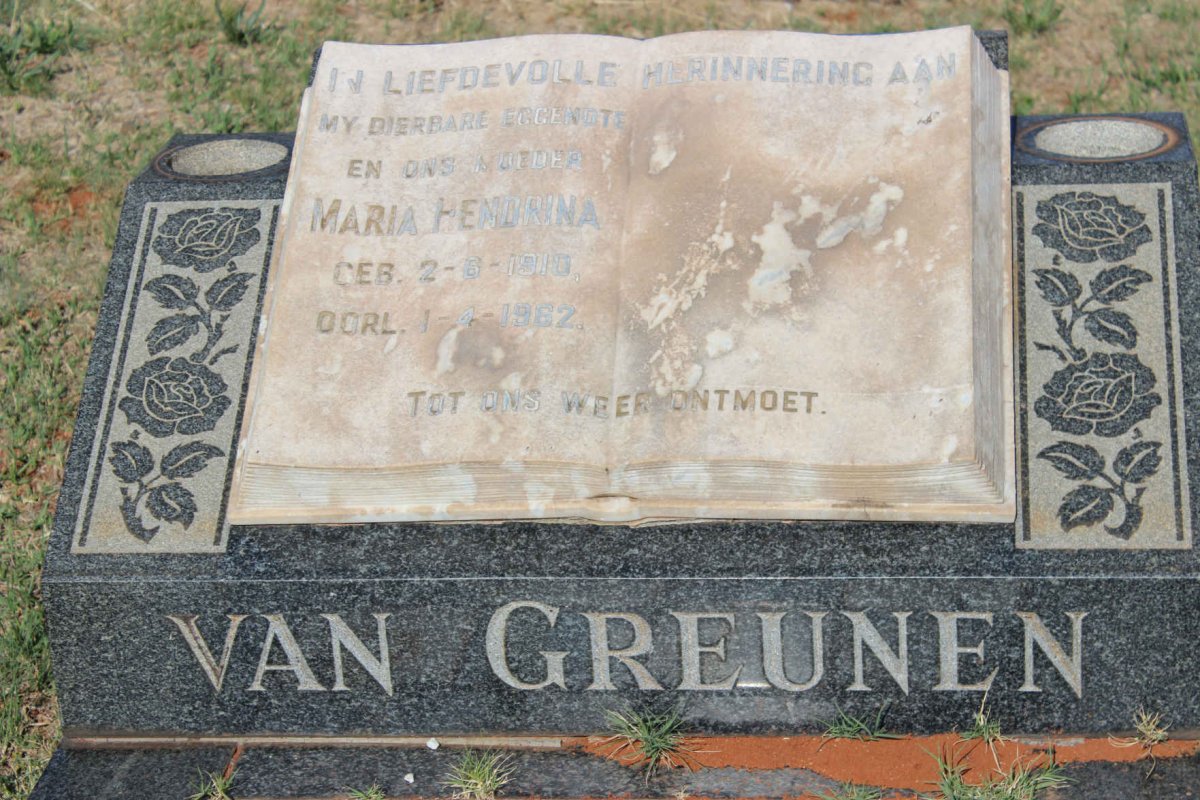 IN LIEFDEVOLLE HERINNERING AAN
MY DIERBARE EGGENOTE
EN ONS MOEDER
MARIA HENDRINA
GEB. 2-6-1910,
OORL. 1-4-1962.
TOT ONS WEER ONTMOET.
VAN GREUNEN